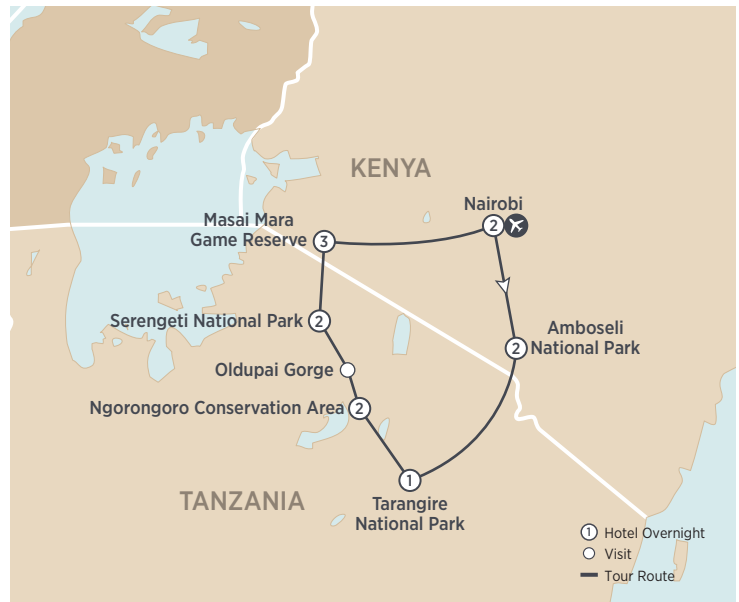 KENYA
Nairobi
2
Masai Mara
Game Reserve
3
Serengeti National Park
2
Amboseli
National Park
2
Oldupai Gorge
Ngorongoro Conservation Area
2
TANZANIA
1
Tarangire
National Park
1 Hotel Overnight
Visit
Tour Route